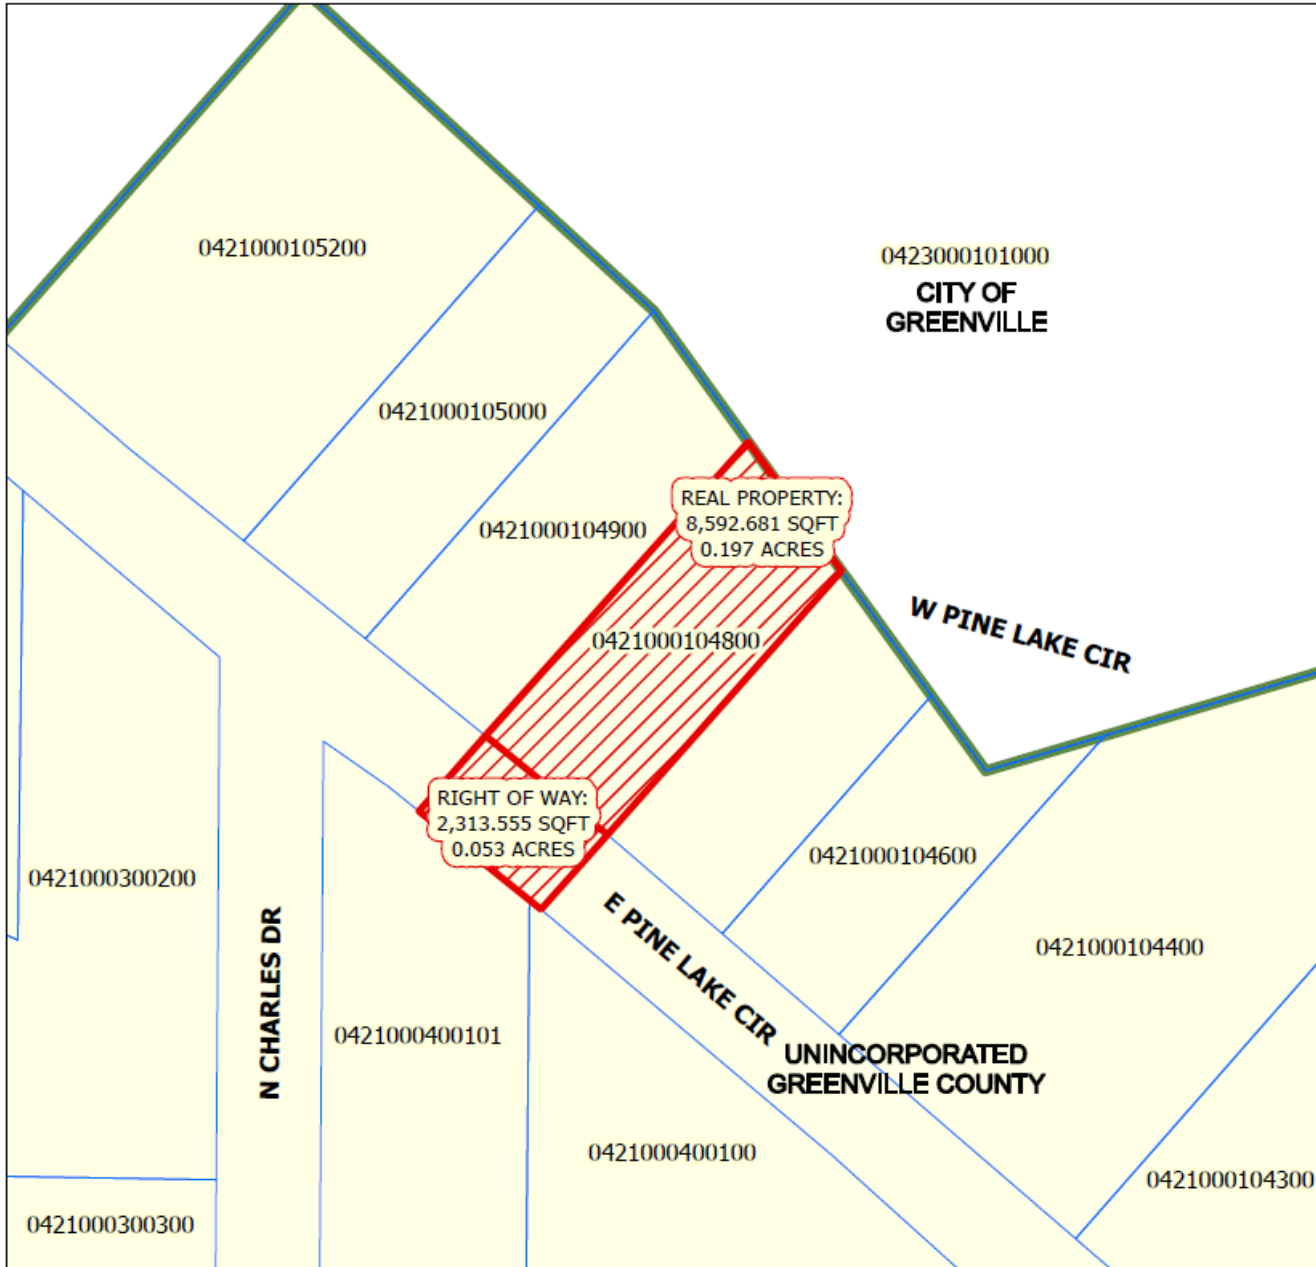 0421000105200
0423000101000
CITY OF
GREENVILLE
0421000105000
REAL PROPERTY:
8,592.681 SQFT
0.197 ACRES
0421000104900
W PINE LAKE CIR
0421000104800
RIGHT OF WAY:
2,313.555 SQFT
0.053 ACRES
0421000104600
0421000300200
E PINE LAKE CIR
N CHARLES DR
0421000104400
0421000400101
UNINCORPORATED
GREENVILLE COUNTY
0421000400100
0421000104300
0421000300300